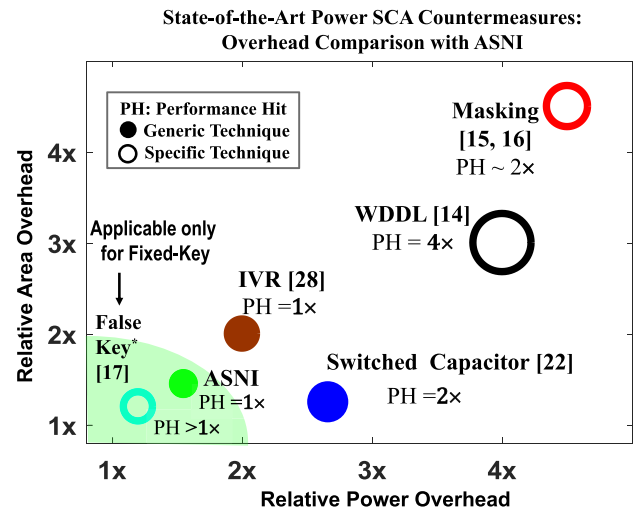 State-of-the-Art Power SCA Countermeasures:
Overhead Comparison with ASNI
PH: Performance Hit
Generic Technique
Specific Technique
Masking
[15, 16]
PH ~ 2×
WDDL [14]
PH = 4×
Applicable only
for Fixed-Key
IVR [28]
PH =1×
False
Key*
[17]
ASNI
PH =1×
PH >1×
Switched Capacitor [22]
PH =2×
4x
3x
2x
1x
Relative Area Overhead
1x 2x 3x 4x
Relative Power Overhead